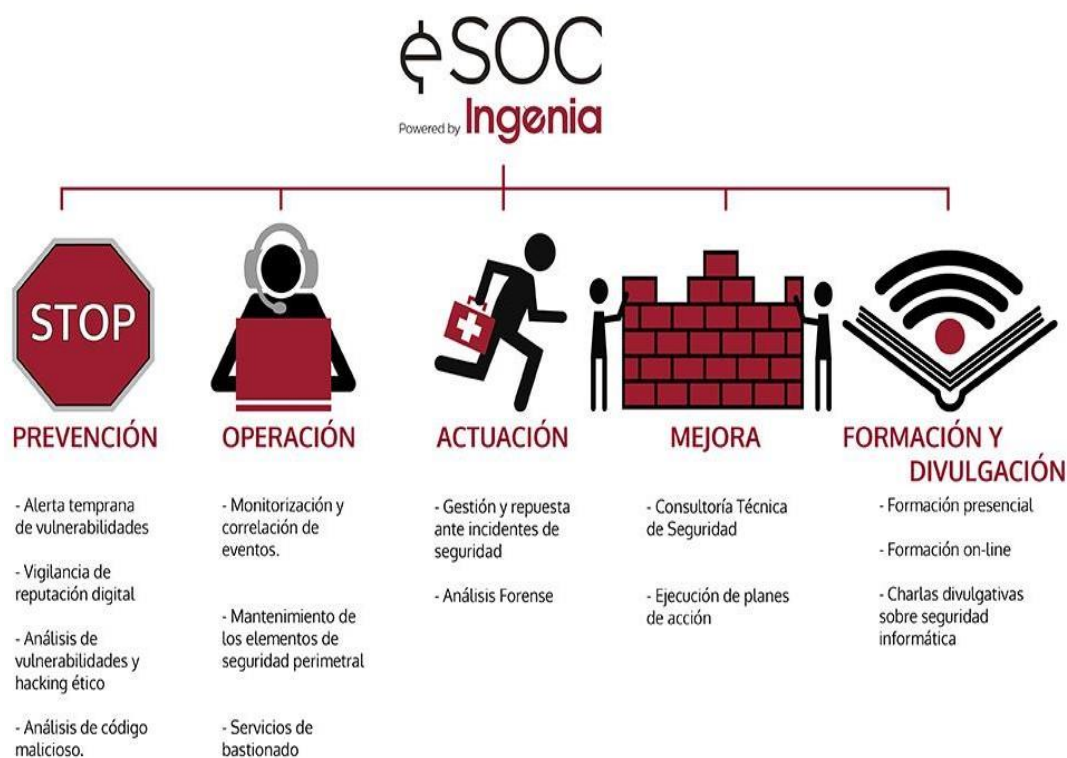 eSOC
Powered by Ingenia
STOP
PREVENCIÓN
- Alerta temprana
de vulnerabilidades
- Vigilancia de
reputación digital
- Análisis de
vulnerabilidades y
hacking ético
- Análisis de código
malicioso.
OPERACIÓN
- Monitorización y
correlación de
eventos.
- Mantenimiento de
los elementos de
seguridad perimetral
- Servicios de
bastionado
ACTUACIÓN
- Gestión y repuesta
ante incidentes de
seguridad
- Análisis Forense
MEJORA
- Consultoría Técnica
de Seguridad
- Ejecución de planes
de acción
FORMACIÓN Y
DIVULGACIÓN
- Formación presencial
- Formación on-line
- Charlas divulgativas
sobre seguridad
informática